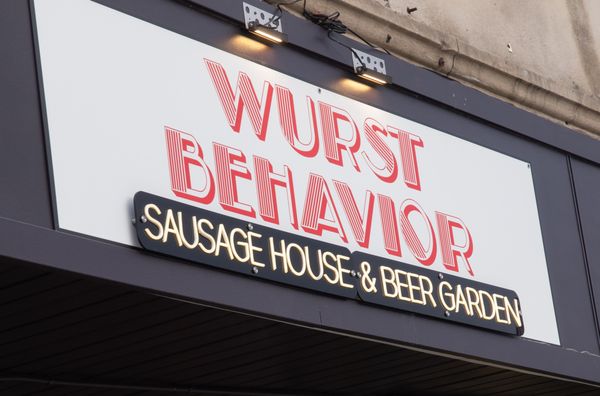 WURST
BEHAVIOR
SAUSAGE HOUSE & BEER GARDEN